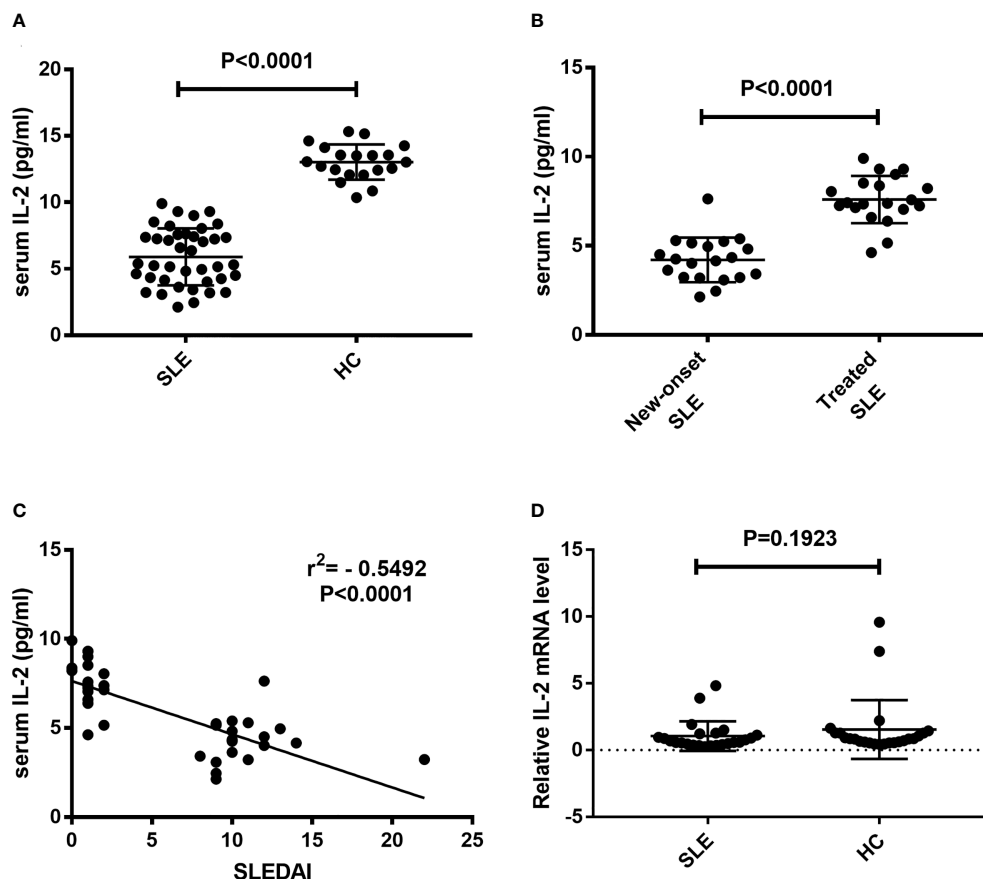 A
P<0.0001
serum IL-2 (pg/ml)
20
15
10
5
0
SLE
HC
B
P<0.0001
serum IL-2 (pg/ml)
15
10
5
0
New-onset
SLE
Treated
SLE
C
r²= - 0.5492
P<0.0001
serum IL-2 (pg/ml)
15
10
5
0
0 5 10 15 20 25
SLEDAI
D
P=0.1923
Relative IL-2 mRNA level
15
10
5
0
-5
SLE
HC